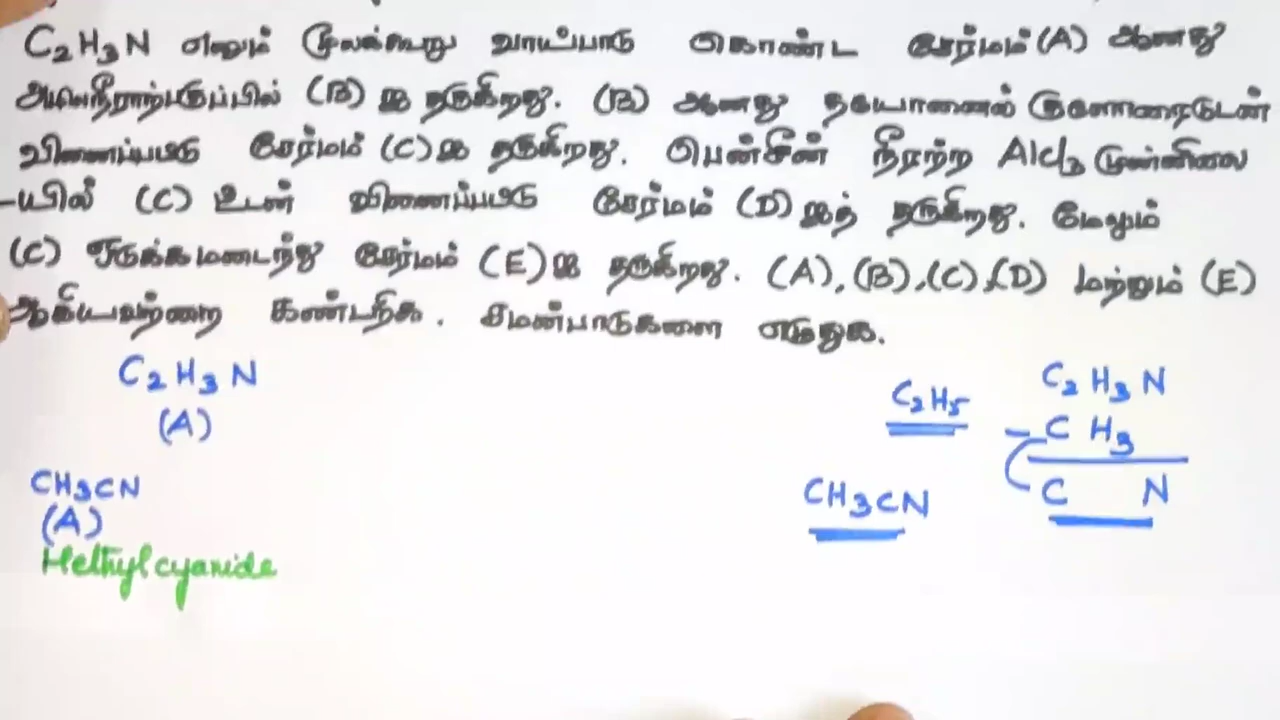 C₂H₃N எனும் மூலக்கூறு வாய்பாடு கொண்ட சேர்மம் (A) ஆனது
அமிலநீராற்பகுப்பில் (B) ஐ தருகிறது. (B) ஆனது தயோனைல் குளோரைடுடன்
வினைப்பட்டு சேர்மம் (C) ஐ தருகிறது. பென்சீன் நீரற்ற AlCl₃ முன்னிலை
-யில் (C) உடன் வினைப்பட்டு சேர்மம் (D) ஐத் தருகிறது. மேலும்
(C) ஒடுக்கமடைந்து சேர்மம் (E) ஐ தருகிறது. (A), (B), (C), (D) மற்றும் (E)
ஆகியவற்றை கண்டறிக. சமன்பாடுகளை எழுதுக.
C₂H₃N
(A)
CH₃CN
(A)
Methyl cyanide
C₂H₅
CH₃CN
C₂H₃N
- C H₃
C N